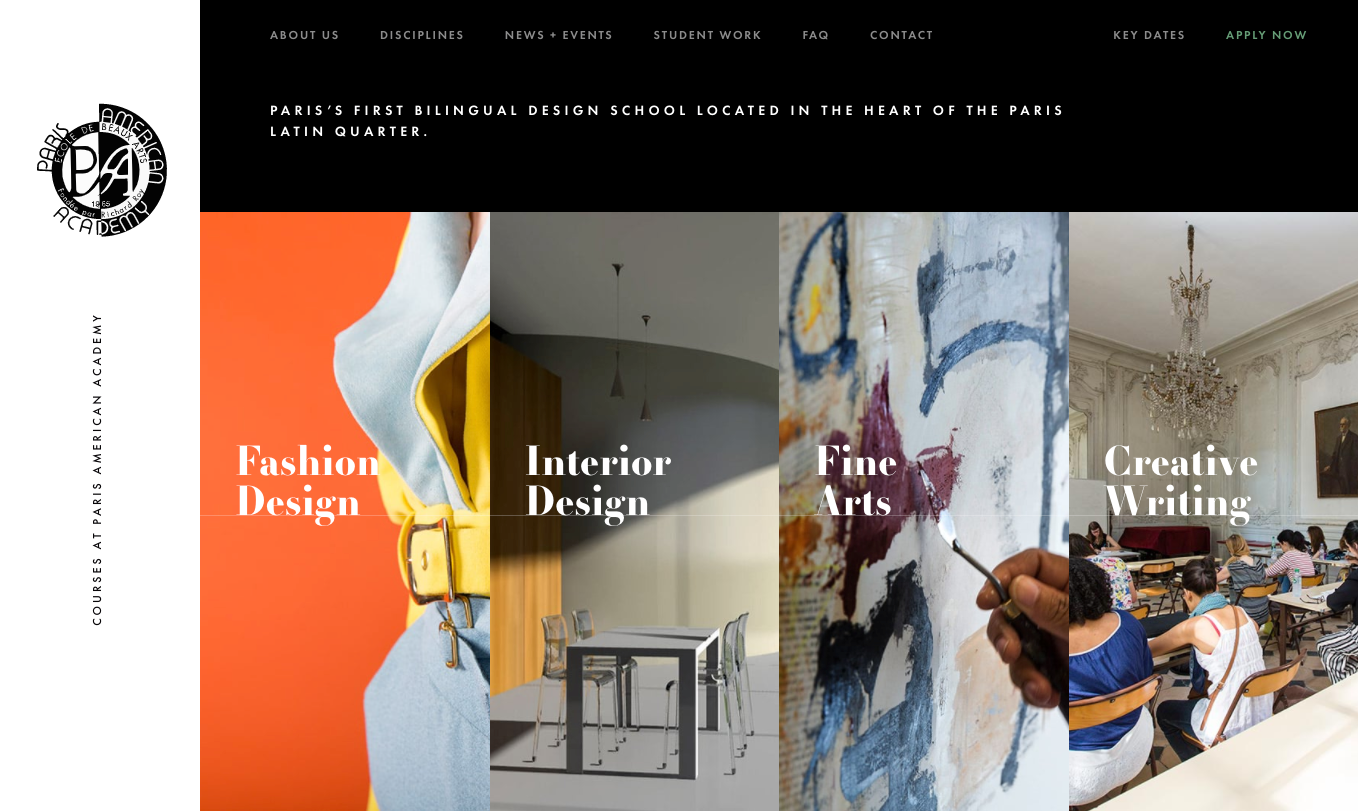 ABOUT US
DISCIPLINES
NEWS + EVENTS
STUDENT WORK
FAQ
CONTACT
KEY DATES
APPLY NOW
PARIS’S FIRST BILINGUAL DESIGN SCHOOL LOCATED IN THE HEART OF THE PARIS
LATIN QUARTER.
PARIS AMERICAN ACADEMY
ECOLE DE BEAUX ARTS
PAA
1965
Fondée par Richard Roy
COURSES AT PARIS AMERICAN ACADEMY
Fashion
Design
Interior
Design
Fine
Arts
Creative
Writing